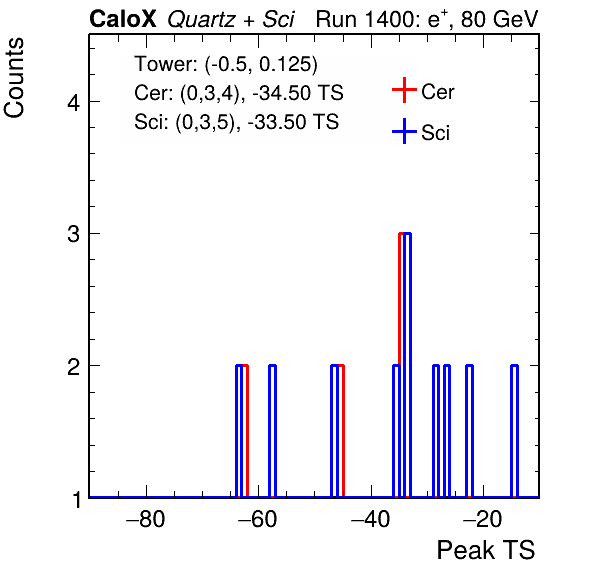 CaloX Quartz + Sci Run 1400: e⁺, 80 GeV
Counts
Tower: (-0.5, 0.125)
Cer: (0,3,4), -34.50 TS
Sci: (0,3,5), -33.50 TS
Cer
Sci
4
3
2
1
−80 −60 −40 −20
Peak TS